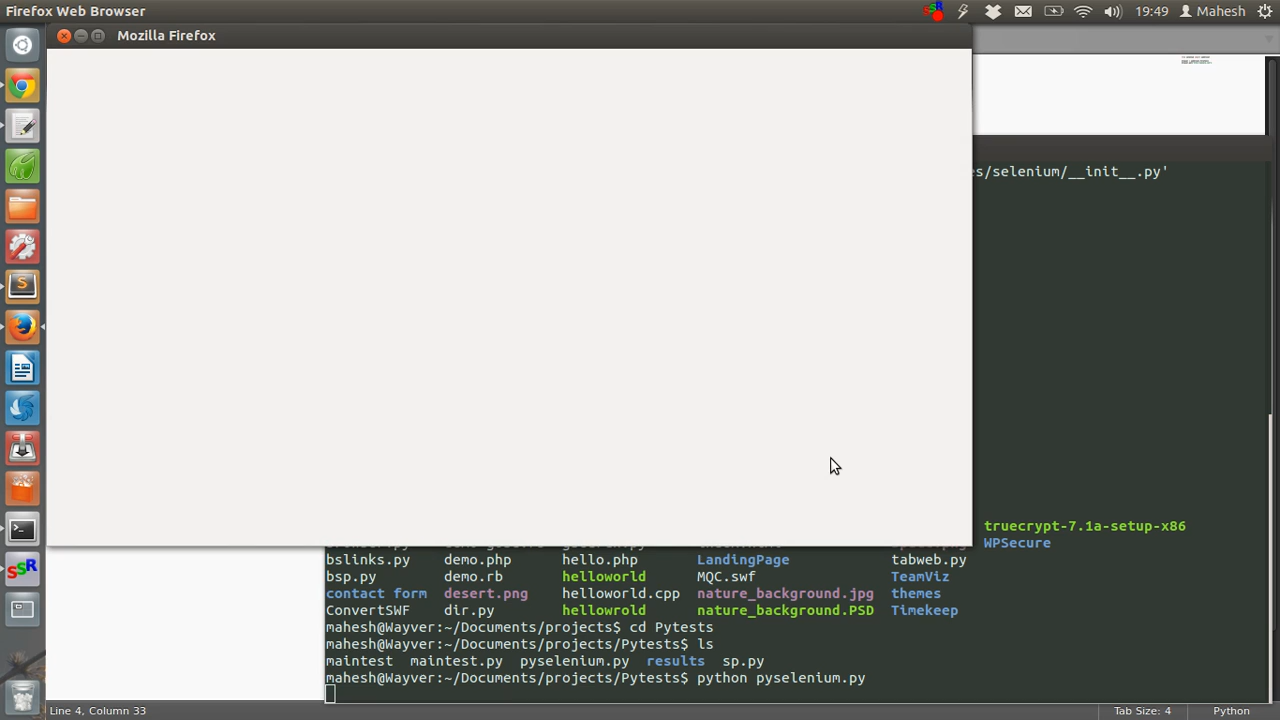 Firefox Web Browser
19:49 Mahesh
Mozilla Firefox
es/selenium/__init__.py'
truecrypt-7.1a-setup-x86
WPSecure
bslinks.py demo.php hello.php LandingPage tabweb.py
bsp.py demo.rb helloworld MQC.swf TeamViz
contact form desert.png helloworld.cpp nature_background.jpg themes
ConvertSWF dir.py hellowrold nature_background.PSD Timekeep
mahesh@Wayver:~/Documents/projects$ cd Pytests
mahesh@Wayver:~/Documents/projects/Pytests$ ls
maintest maintest.py pyselenium.py results sp.py
mahesh@Wayver:~/Documents/projects/Pytests$ python pyselenium.py
Line 4, Column 33 Tab Size: 4 Python